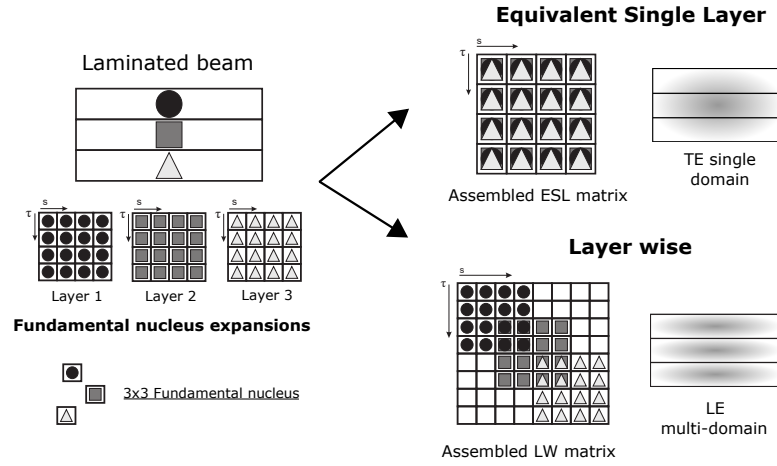 Equivalent Single Layer
Laminated beam
s
τ
Assembled ESL matrix
TE single
domain
s
τ
s
τ
s
τ
Layer 1
Layer 2
Layer 3
Fundamental nucleus expansions
3x3 Fundamental nucleus
Layer wise
s
τ
Assembled LW matrix
LE
multi-domain